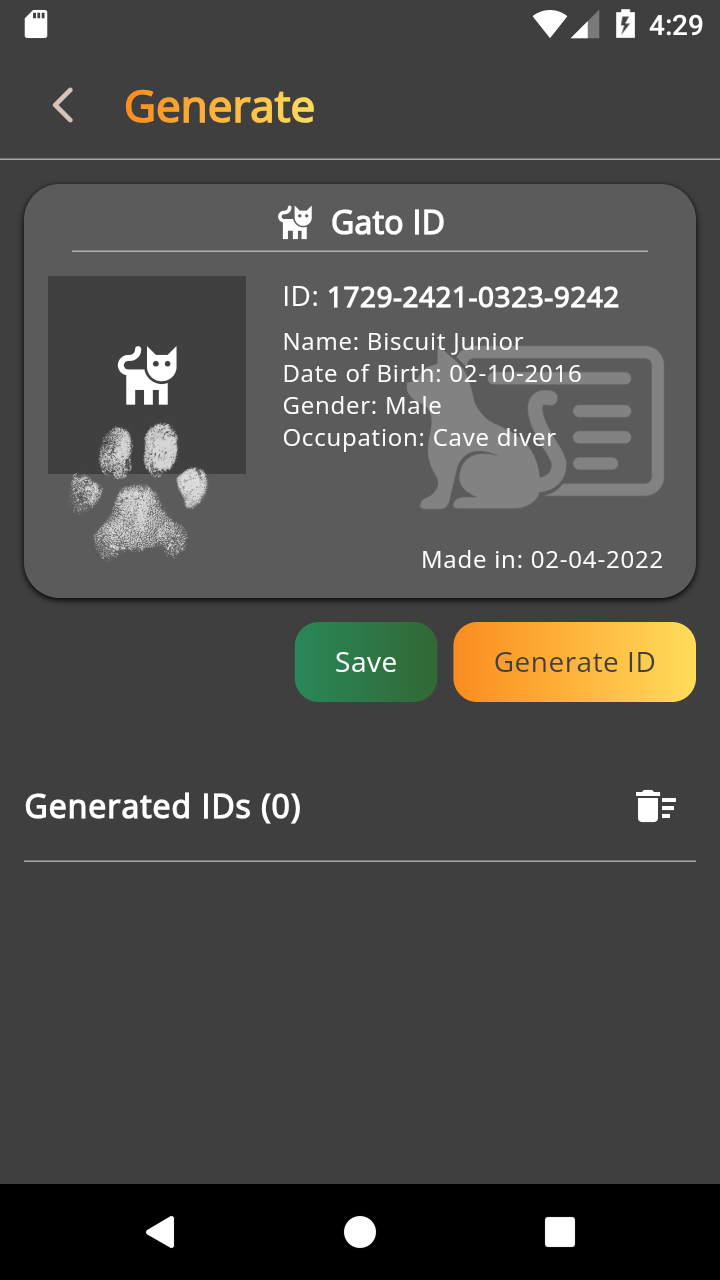 4:29
Generate
Gato ID
ID: 1729-2421-0323-9242
Name: Biscuit Junior
Date of Birth: 02-10-2016
Gender: Male
Occupation: Cave diver
Made in: 02-04-2022
Save
Generate ID
Generated IDs (0)